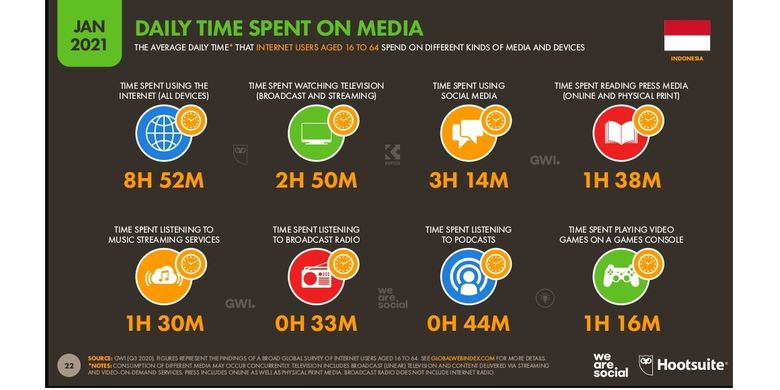 JAN
2021
DAILY TIME SPENT ON MEDIA
THE AVERAGE DAILY TIME* THAT INTERNET USERS AGED 16 TO 64 SPEND ON DIFFERENT KINDS OF MEDIA AND DEVICES
INDONESIA
TIME SPENT USING THE
INTERNET (ALL DEVICES)
8H 52M
TIME SPENT WATCHING TELEVISION
(BROADCAST AND STREAMING)
2H 50M
TIME SPENT USING
SOCIAL MEDIA
3H 14M
TIME SPENT READING PRESS MEDIA
(ONLINE AND PHYSICAL PRINT)
1H 38M
GWI.
TIME SPENT LISTENING TO
MUSIC STREAMING SERVICES
1H 30M
TIME SPENT LISTENING
TO BROADCAST RADIO
0H 33M
TIME SPENT LISTENING
TO PODCASTS
0H 44M
TIME SPENT PLAYING VIDEO
GAMES ON A GAMES CONSOLE
1H 16M
GWI.
we
are.
social
22
SOURCE: GWI (Q3 2020). FIGURES REPRESENT THE FINDINGS OF A BROAD GLOBAL SURVEY OF INTERNET USERS AGED 16 TO 64. SEE GLOBALWEBINDEX.COM FOR MORE DETAILS.
*NOTES: CONSUMPTION OF DIFFERENT MEDIA MAY OCCUR CONCURRENTLY. TELEVISION INCLUDES BROADCAST (LINEAR) TELEVISION AND CONTENT DELIVERED VIA STREAMING
AND VIDEO-ON-DEMAND SERVICES. PRESS INCLUDES ONLINE AS WELL AS PHYSICAL PRINT MEDIA. BROADCAST RADIO DOES NOT INCLUDE INTERNET RADIO.
we
are.
social
Hootsuite®